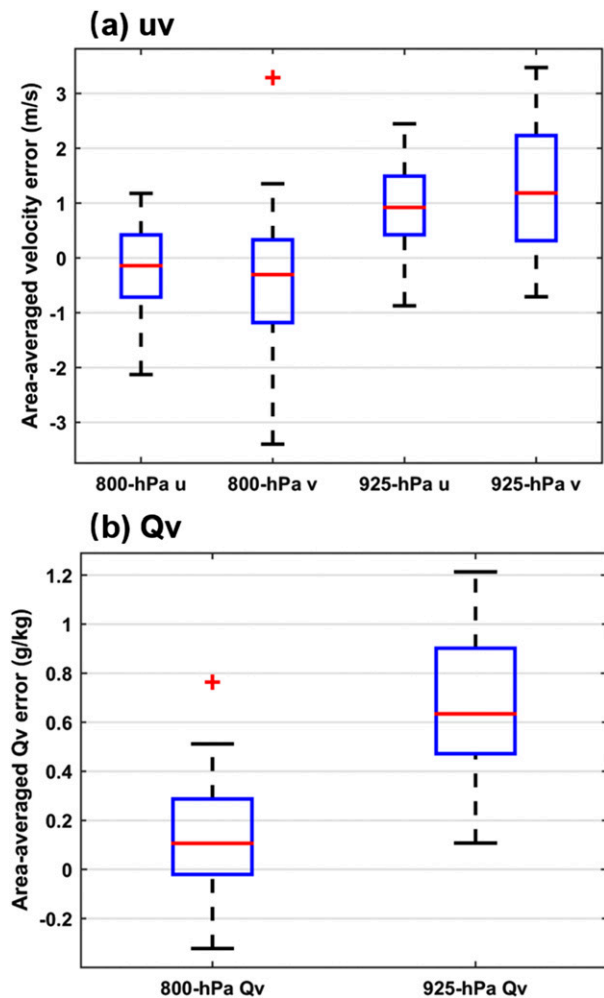 (a) uv
Area-averaged velocity error (m/s)
3
2
1
0
-1
-2
-3
800-hPa u 800-hPa v 925-hPa u 925-hPa v
(b) Qv
Area-averaged Qv error (g/kg)
1.2
1
0.8
0.6
0.4
0.2
0
-0.2
800-hPa Qv 925-hPa Qv